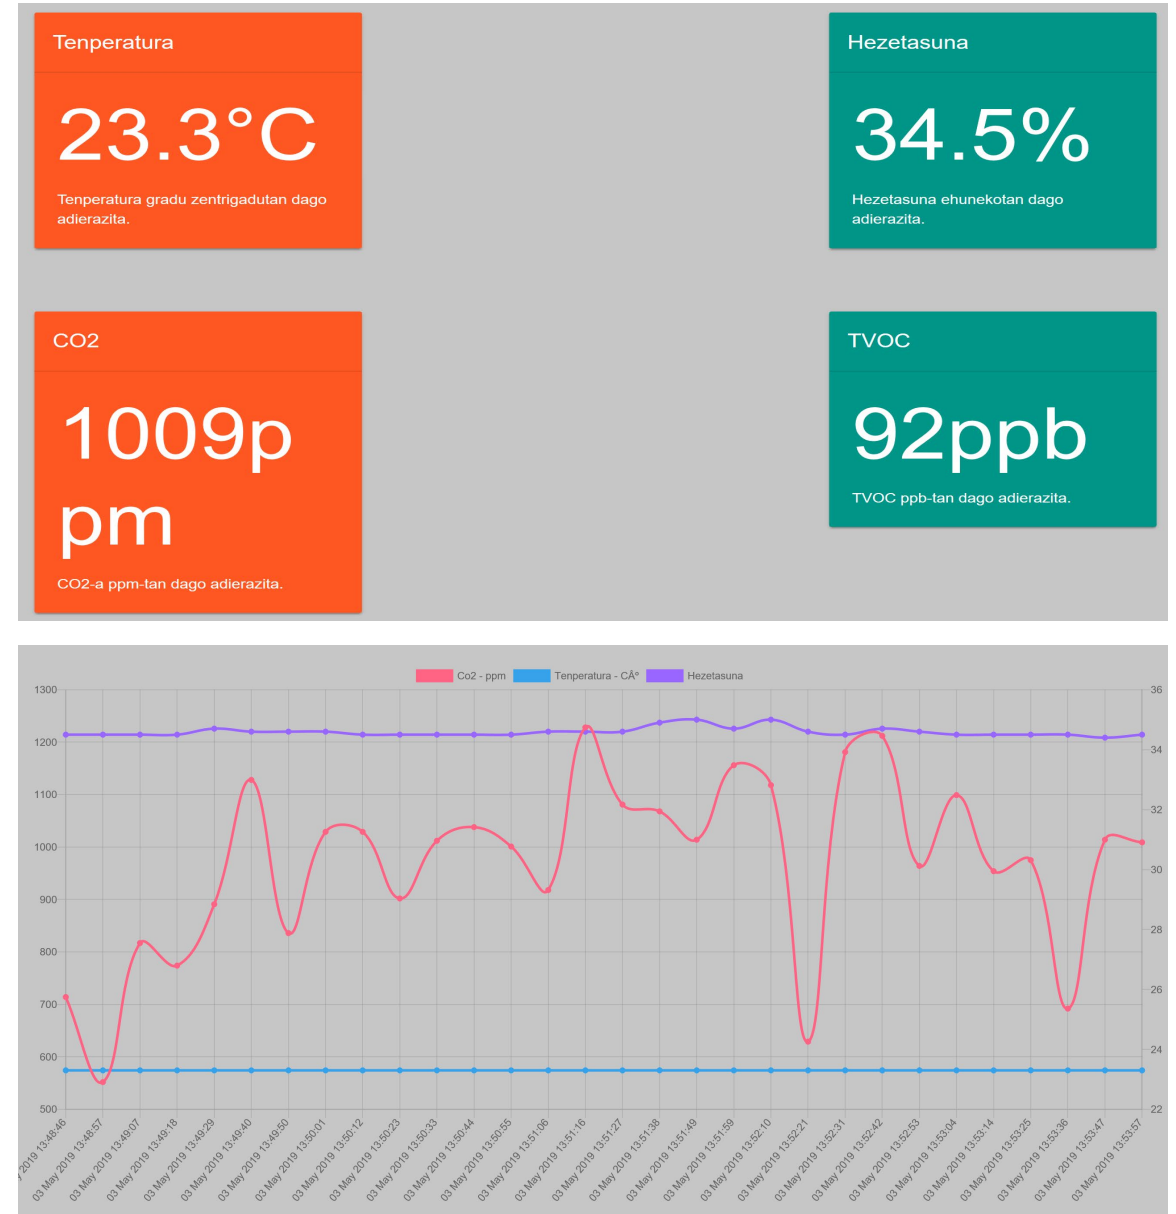 Tenperatura
23.3°C
Tenperatura gradu zentrigadutan dago
adierazita.
Hezetasuna
34.5%
Hezetasuna ehunekotan dago
adierazita.
CO2
1009p
pm
CO2-a ppm-tan dago adierazita.
TVOC
92ppb
TVOC ppb-tan dago adierazita.
Co2 - ppm Tenperatura - CÂº Hezetasuna
1300
1200
1100
1000
900
800
700
600
500
36
34
32
30
28
26
24
22
2019 13:48:46
03 May 2019 13:48:57
03 May 2019 13:49:07
03 May 2019 13:49:18
03 May 2019 13:49:29
03 May 2019 13:49:40
03 May 2019 13:49:50
03 May 2019 13:50:01
03 May 2019 13:50:12
03 May 2019 13:50:23
03 May 2019 13:50:33
03 May 2019 13:50:44
03 May 2019 13:50:55
03 May 2019 13:51:06
03 May 2019 13:51:16
03 May 2019 13:51:27
03 May 2019 13:51:38
03 May 2019 13:51:49
03 May 2019 13:51:59
03 May 2019 13:52:10
03 May 2019 13:52:21
03 May 2019 13:52:31
03 May 2019 13:52:42
03 May 2019 13:52:53
03 May 2019 13:53:04
03 May 2019 13:53:14
03 May 2019 13:53:25
03 May 2019 13:53:36
03 May 2019 13:53:47
03 May 2019 13:53:57